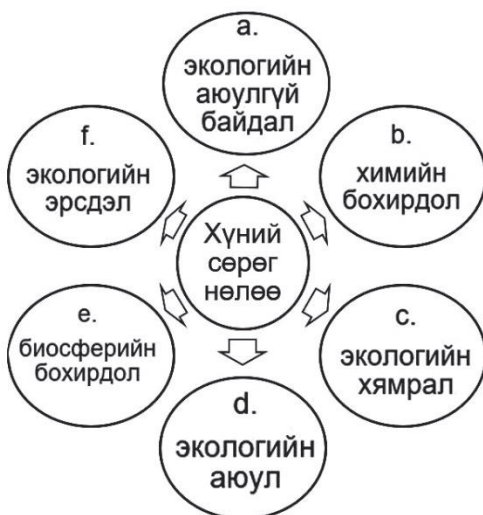 a.
экологийн
аюулгүй
байдал
b.
химийн
бохирдол
c.
экологийн
хямрал
d.
экологийн
аюул
e.
биосферийн
бохирдол
f.
экологийн
эрсдэл
Хүний
сөрөг
нөлөө